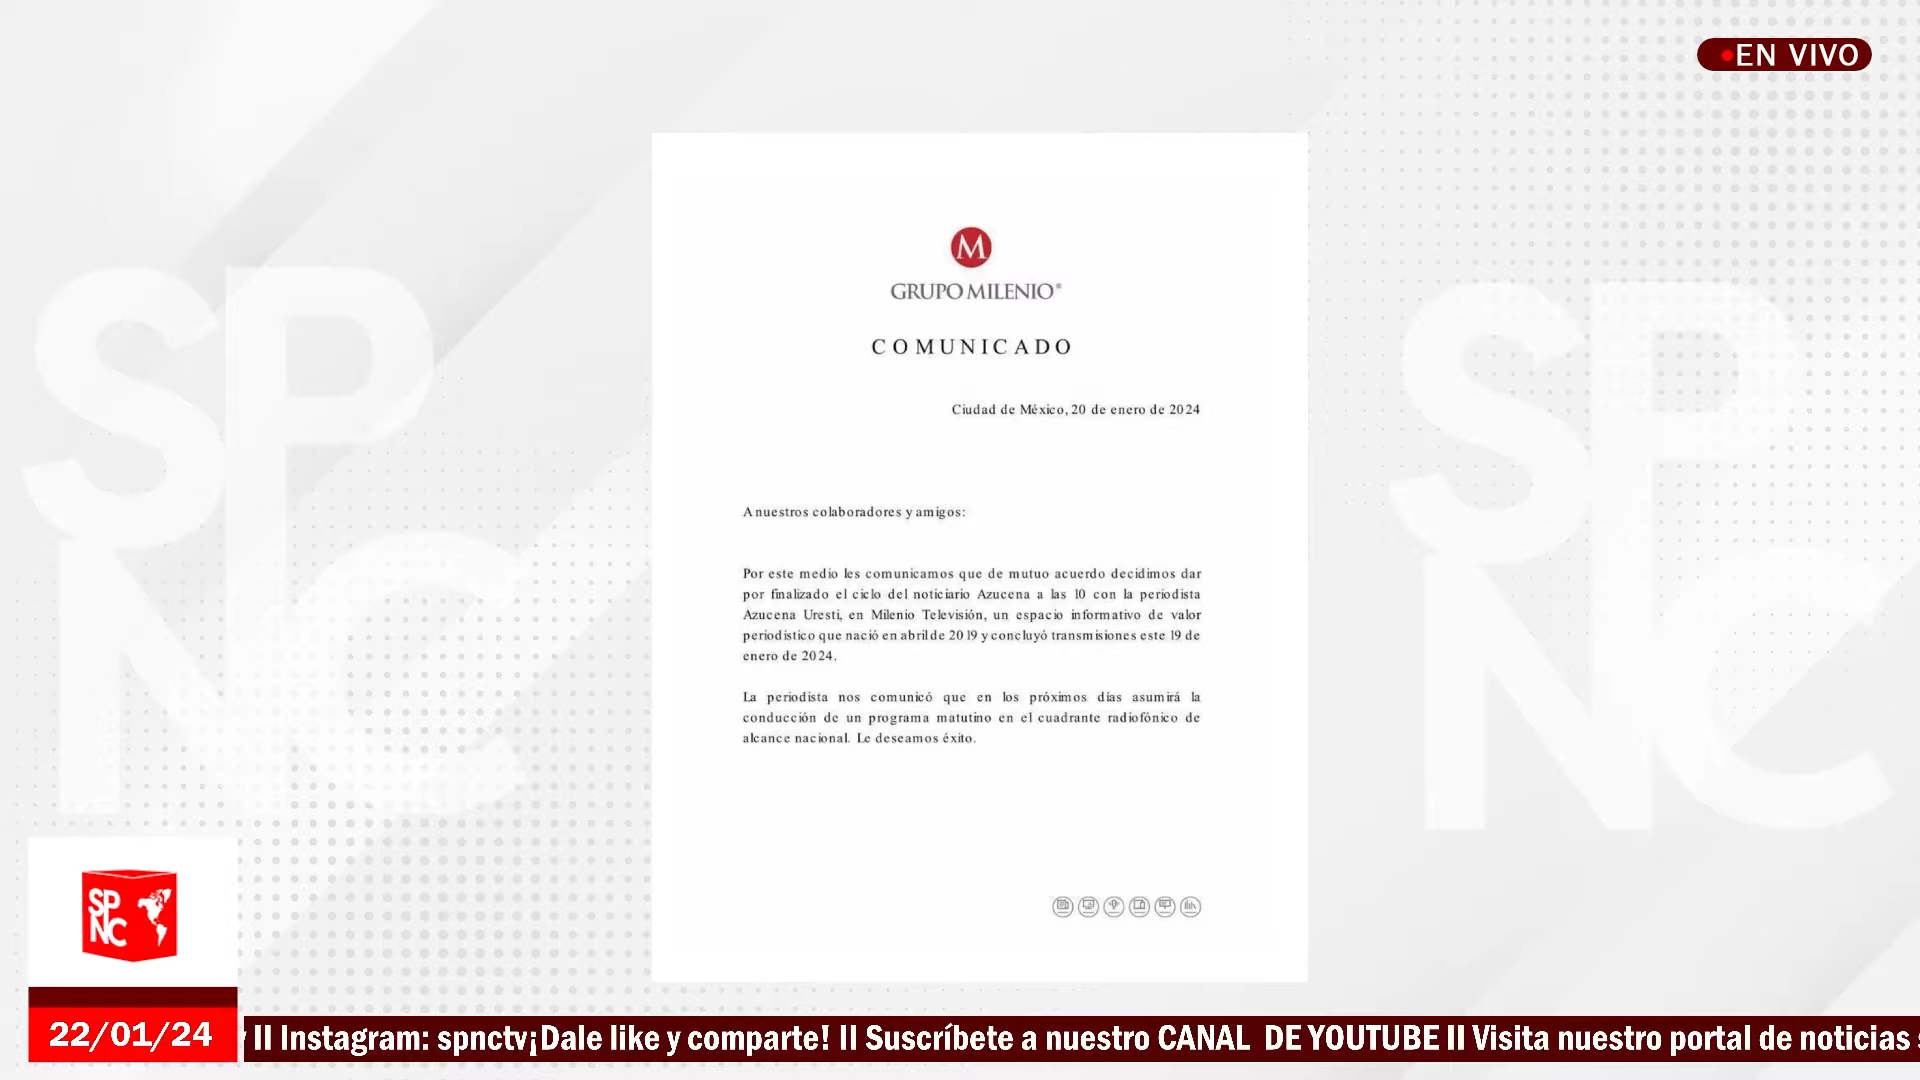 EN VIVO
M
GRUPO MILENIO®
COMUNICADO
Ciudad de México, 20 de enero de 2024
A nuestros colaboradores y amigos:
Por este medio les comunicamos que de mutuo acuerdo decidimos dar
por finalizado el ciclo del noticiario Azucena a las 10 con la periodista
Azucena Uresti, en Milenio Televisión, un espacio informativo de valor
periodístico que nació en abril de 2019 y concluyó transmisiones este 19 de
enero de 2024.
La periodista nos comunicó que en los próximos días asumirá la
conducción de un programa matutino en el cuadrante radiofónico de
alcance nacional. Le deseamos éxito.
SP
NC
SP
NC
SP
NC
22/01/24
II Instagram: spnctv¡Dale like y comparte! II Suscríbete a nuestro CANAL DE YOUTUBE II Visita nuestro portal de noticias